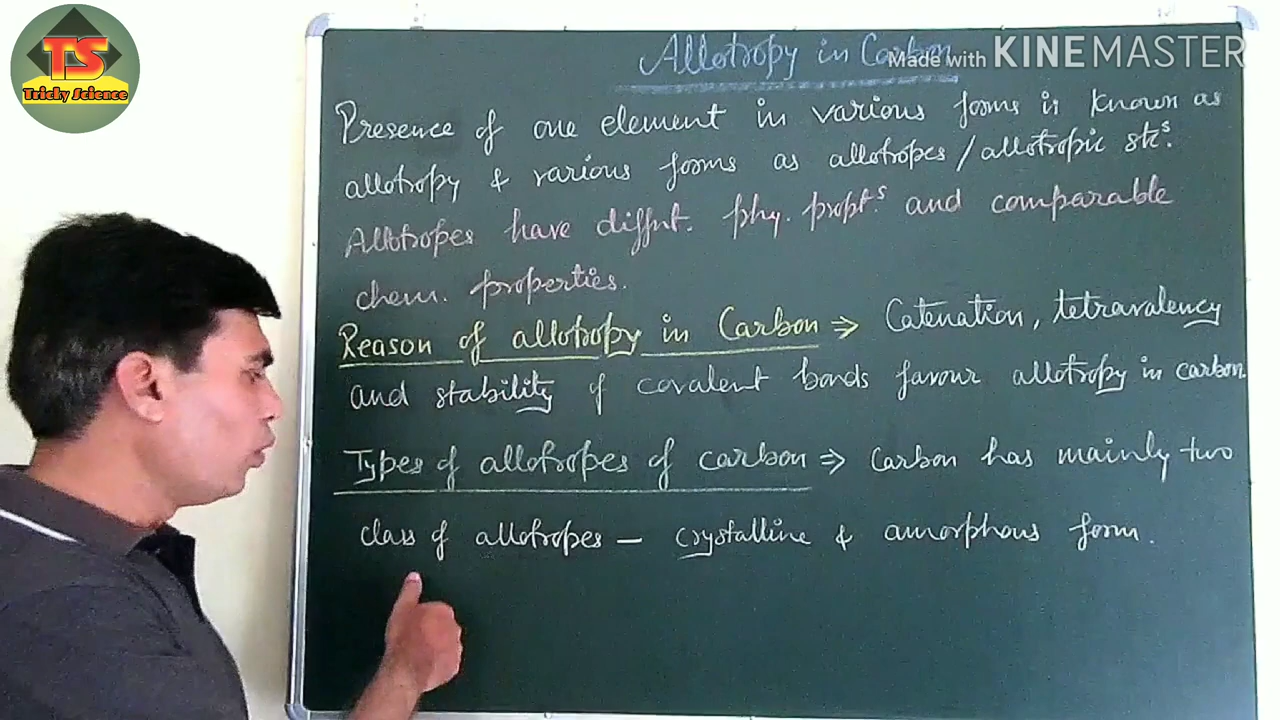 TS
Tricky Science
Allotropy in Carbon
Made with KINEMASTER
Presence of one element in various forms is known as
allotropy & various forms as allotropes/allotropic sts.
Allotropes have diffnt. phy. propts. and comparable
chem. properties.
Reason of allotropy in Carbon ⇒ Catenation, tetravalency
and stability of covalent bonds favour allotropy in carbon.
Types of allotropes of carbon ⇒ Carbon has mainly two
class of allotropes – crystalline & amorphous form.